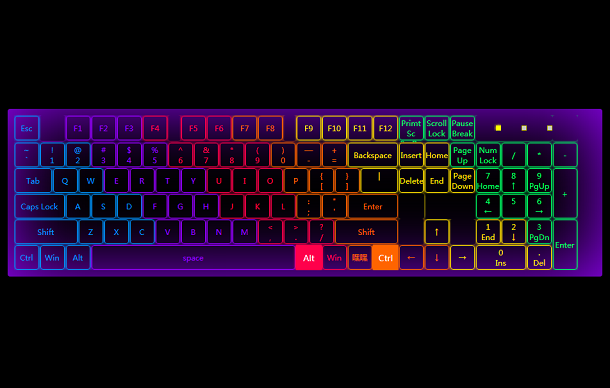 Esc F1 F2 F3 F4 F5 F6 F7 F8 F9 F10 F11 F12 Primt Scroll Pause
Sc Lock Break
~ ! @ # $ % ^ & * ( ) — + Backspace Insert Home Page Num / * -
` 1 2 3 4 5 6 7 8 9 0 - = Up Lock
Tab Q W E R T Y U I O P { } | Delete End Page 7 8 9 +
[ ] Down Home ↑ PgUp
Caps Lock A S D F G H J K L : " Enter 4 5 6
; ' ← →
Shift Z X C V B N M < > ? Shift ↑ 1 2 3 Enter
, . / End ↓ PgDn
Ctrl Win Alt space Alt Win Ctrl ← ↓ → 0 .
Ins Del